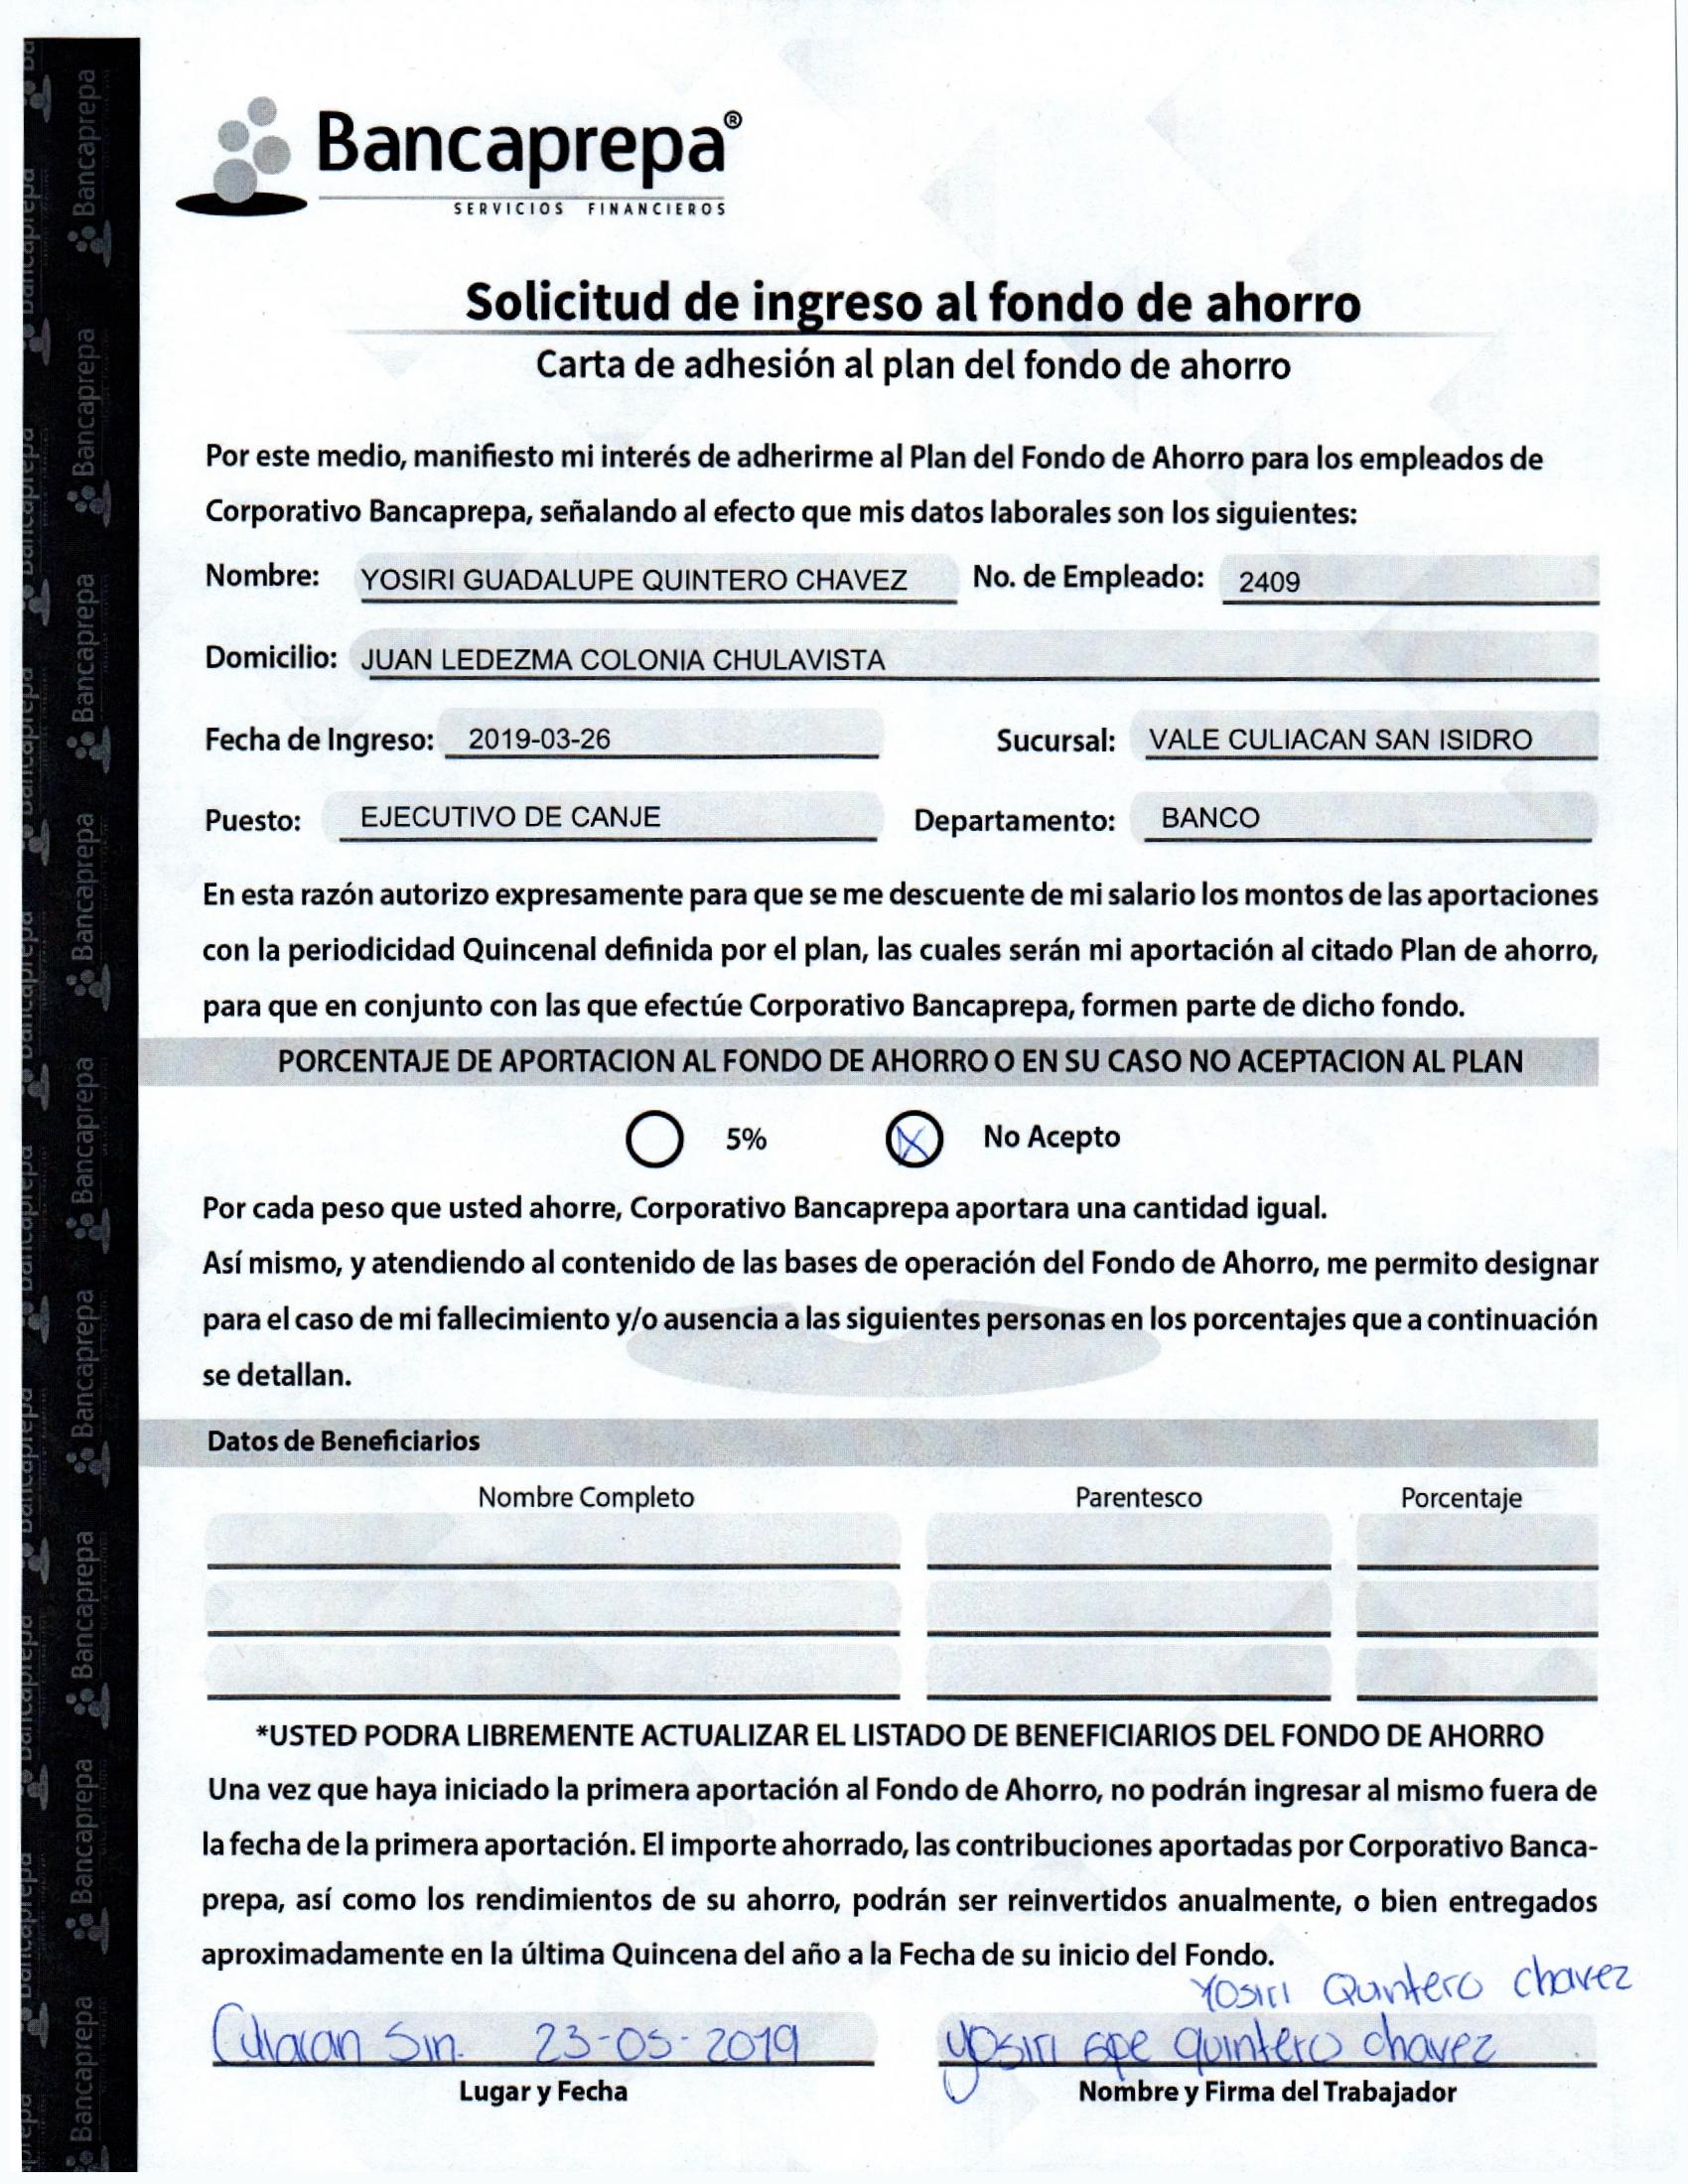 Bancaprepa®
SERVICIOS FINANCIEROS
Solicitud de ingreso al fondo de ahorro
Carta de adhesión al plan del fondo de ahorro
Por este medio, manifiesto mi interés de adherirme al Plan del Fondo de Ahorro para los empleados de
Corporativo Bancaprepa, señalando al efecto que mis datos laborales son los siguientes:
Nombre: YOSIRI GUADALUPE QUINTERO CHAVEZ No. de Empleado: 2409
Domicilio: JUAN LEDEZMA COLONIA CHULAVISTA
Fecha de Ingreso: 2019-03-26 Sucursal: VALE CULIACAN SAN ISIDRO
Puesto: EJECUTIVO DE CANJE Departamento: BANCO
En esta razón autorizo expresamente para que se me descuente de mi salario los montos de las aportaciones
con la periodicidad Quincenal definida por el plan, las cuales serán mi aportación al citado Plan de ahorro,
para que en conjunto con las que efectúe Corporativo Bancaprepa, formen parte de dicho fondo.
PORCENTAJE DE APORTACION AL FONDO DE AHORRO O EN SU CASO NO ACEPTACION AL PLAN
5% X No Acepto
Por cada peso que usted ahorre, Corporativo Bancaprepa aportara una cantidad igual.
Así mismo, y atendiendo al contenido de las bases de operación del Fondo de Ahorro, me permito designar
para el caso de mi fallecimiento y/o ausencia a las siguientes personas en los porcentajes que a continuación
se detallan.
Datos de Beneficiarios
Nombre Completo Parentesco Porcentaje
*USTED PODRA LIBREMENTE ACTUALIZAR EL LISTADO DE BENEFICIARIOS DEL FONDO DE AHORRO
Una vez que haya iniciado la primera aportación al Fondo de Ahorro, no podrán ingresar al mismo fuera de
la fecha de la primera aportación. El importe ahorrado, las contribuciones aportadas por Corporativo Banca-
prepa, así como los rendimientos de su ahorro, podrán ser reinvertidos anualmente, o bien entregados
aproximadamente en la última Quincena del año a la Fecha de su inicio del Fondo.
Yosiri Quintero Chavez
Culiacan Sin. 23-05-2019 yosiri gpe quintero chavez
Lugar y Fecha Nombre y Firma del Trabajador